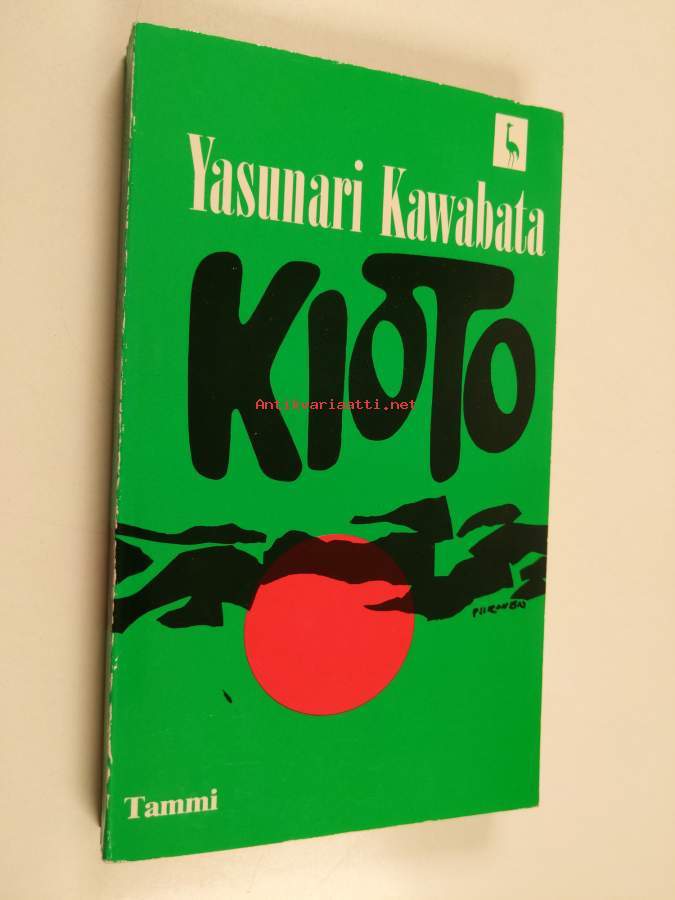 Yasunari Kawabata
KIOTO
Antikvariaatti.net
Tammi